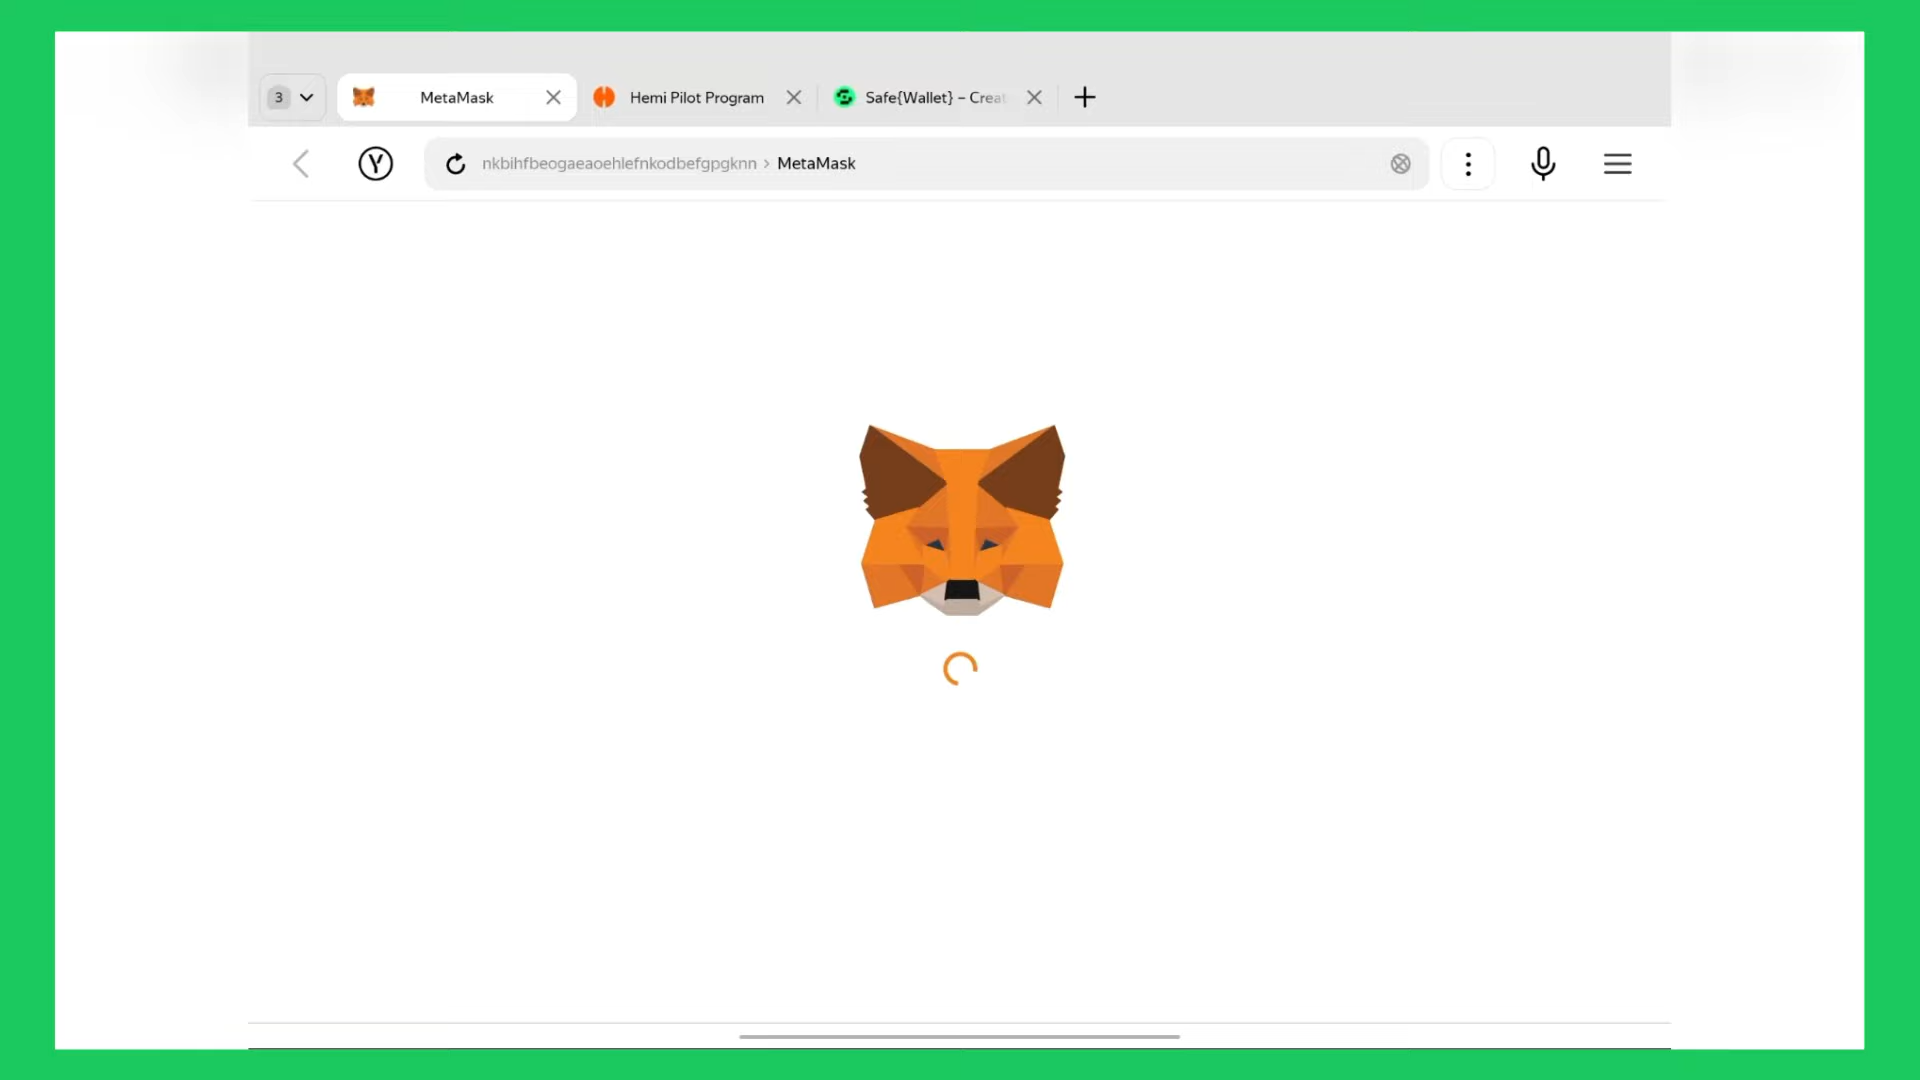 3 MetaMask Hemi Pilot Program Safe{Wallet} – Creat
nkbihfbeogaeaoehlefnkodbefgpgknn › MetaMask